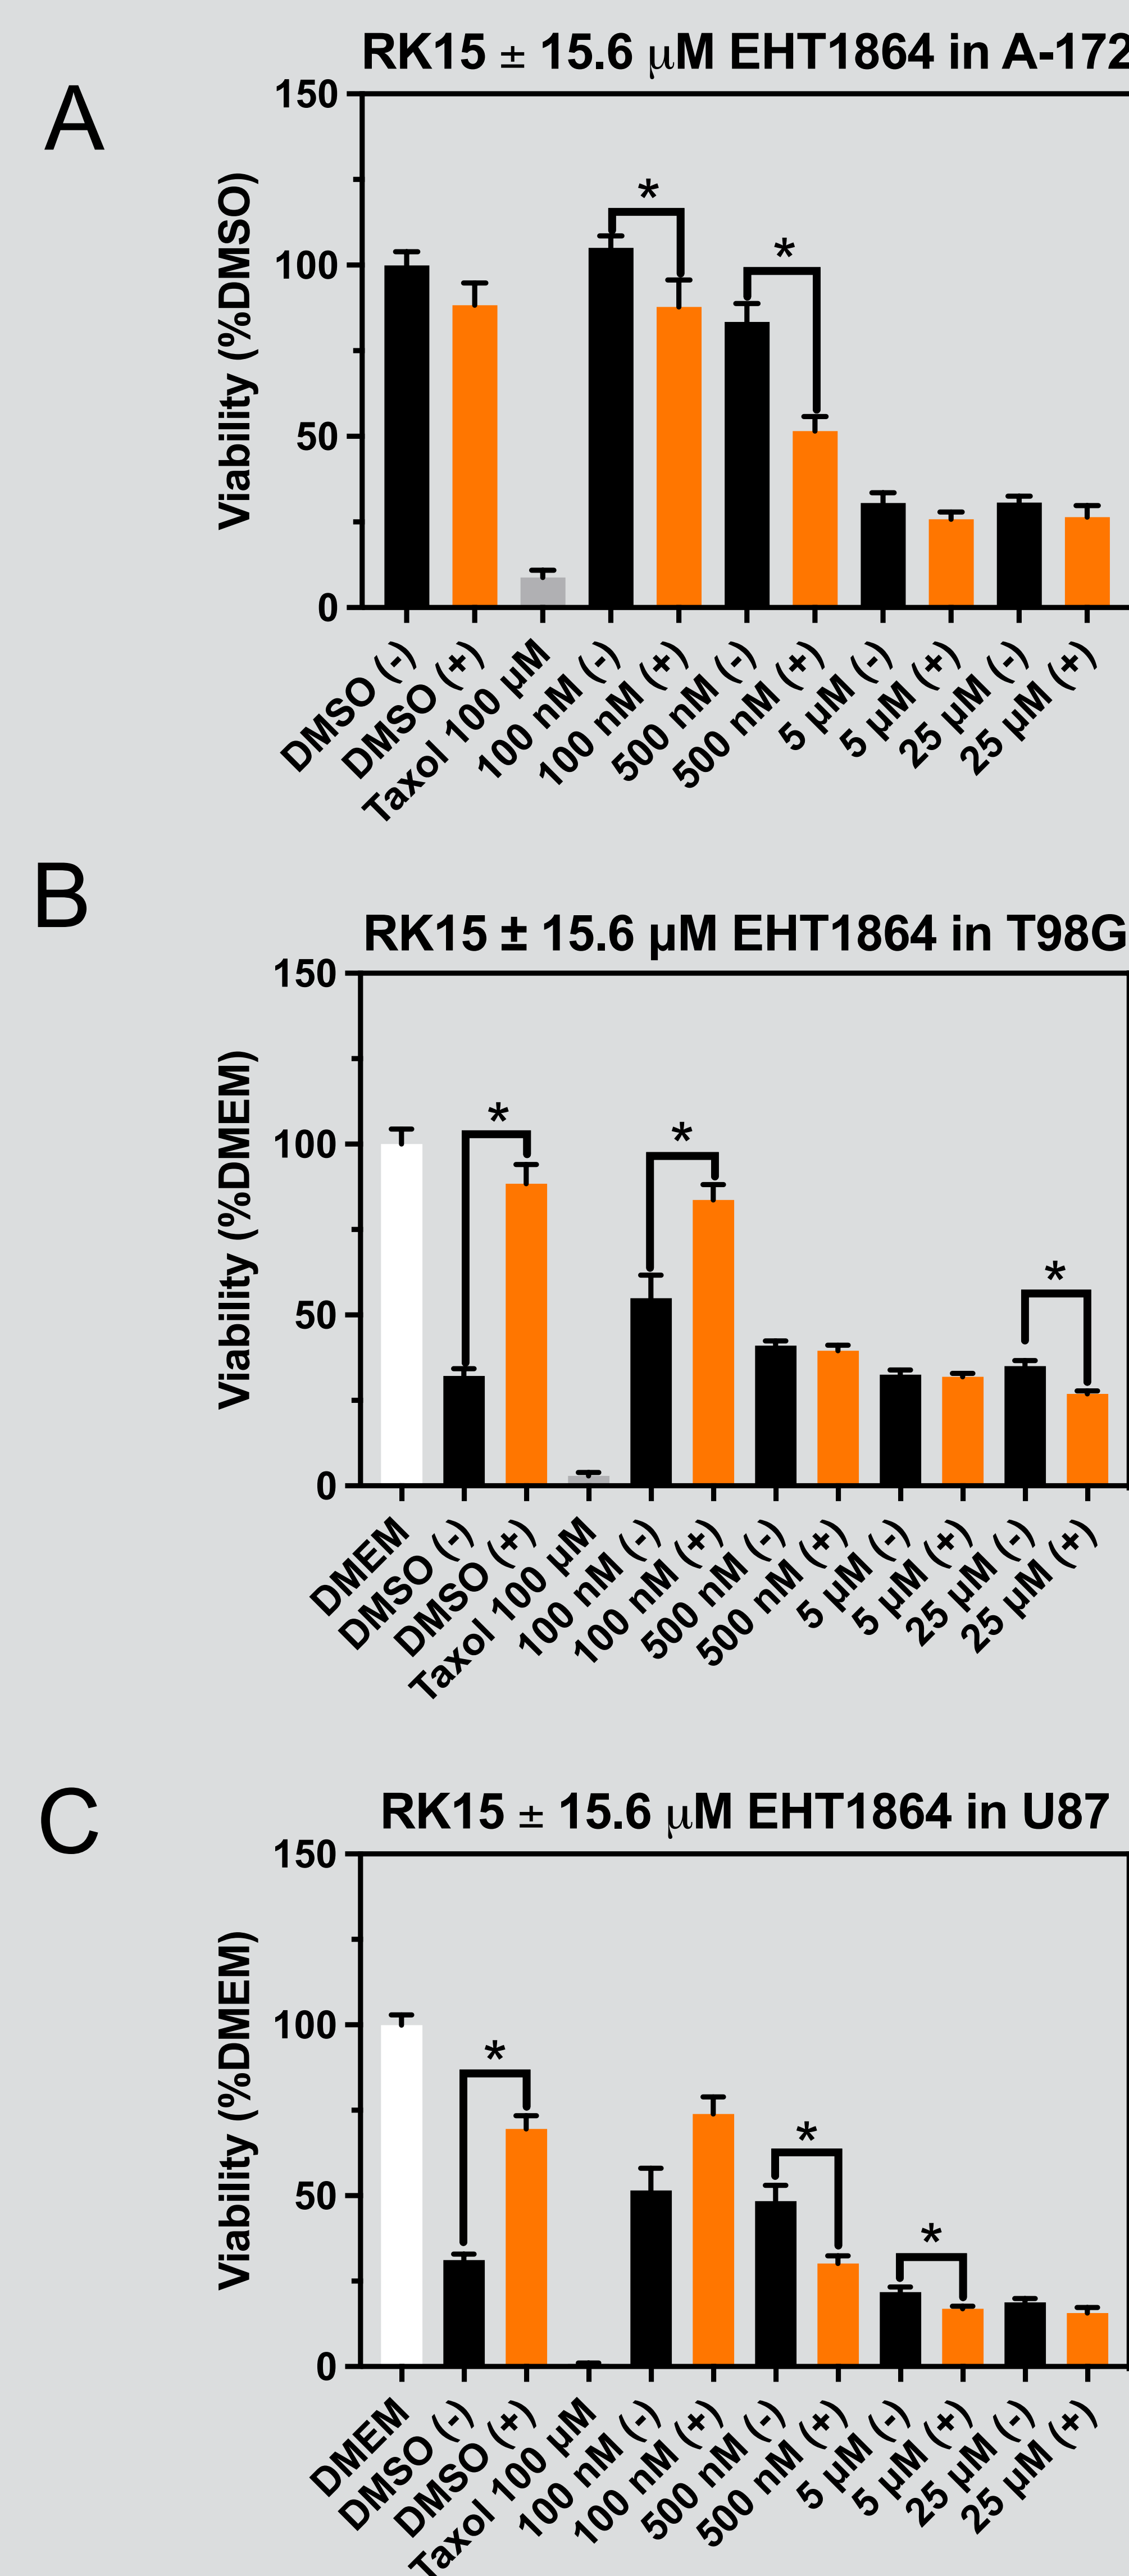 A
RK15 ± 15.6 μM EHT1864 in A-172
Viability (%DMSO)
150
100
50
0
*
*
DMSO (-)
DMSO (+)
Taxol 100 µM
100 nM (-)
100 nM (+)
500 nM (-)
500 nM (+)
5 µM (-)
5 µM (+)
25 µM (-)
25 µM (+)
B
RK15 ± 15.6 µM EHT1864 in T98G
Viability (%DMEM)
150
100
50
0
*
*
*
DMEM
DMSO (-)
DMSO (+)
Taxol 100 µM
100 nM (-)
100 nM (+)
500 nM (-)
500 nM (+)
5 µM (-)
5 µM (+)
25 µM (-)
25 µM (+)
C
RK15 ± 15.6 μM EHT1864 in U87
Viability (%DMEM)
150
100
50
0
*
*
*
DMEM
DMSO (-)
DMSO (+)
Taxol 100 µM
100 nM (-)
100 nM (+)
500 nM (-)
500 nM (+)
5 µM (-)
5 µM (+)
25 µM (-)
25 µM (+)